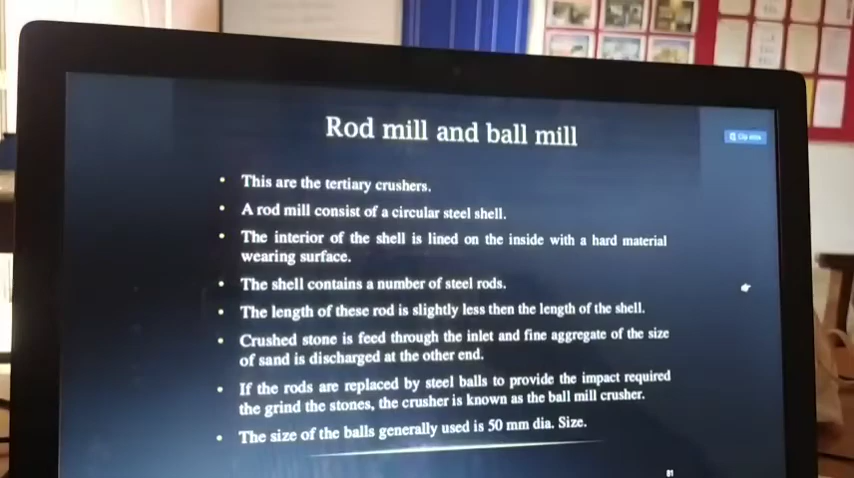 Rod mill and ball mill
• This are the tertiary crushers.
• A rod mill consist of a circular steel shell.
• The interior of the shell is lined on the inside with a hard material
wearing surface.
• The shell contains a number of steel rods.
• The length of these rod is slightly less then the length of the shell.
• Crushed stone is feed through the inlet and fine aggregate of the size
of sand is discharged at the other end.
• If the rods are replaced by steel balls to provide the impact required
the grind the stones, the crusher is known as the ball mill crusher.
• The size of the balls generally used is 50 mm dia. Size.
81